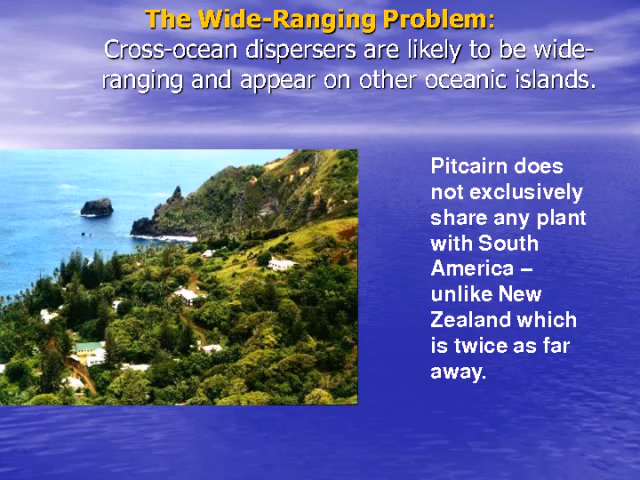 The Wide-Ranging Problem:
Cross-ocean dispersers are likely to be wide-
ranging and appear on other oceanic islands.
Pitcairn does
not exclusively
share any plant
with South
America –
unlike New
Zealand which
is twice as far
away.